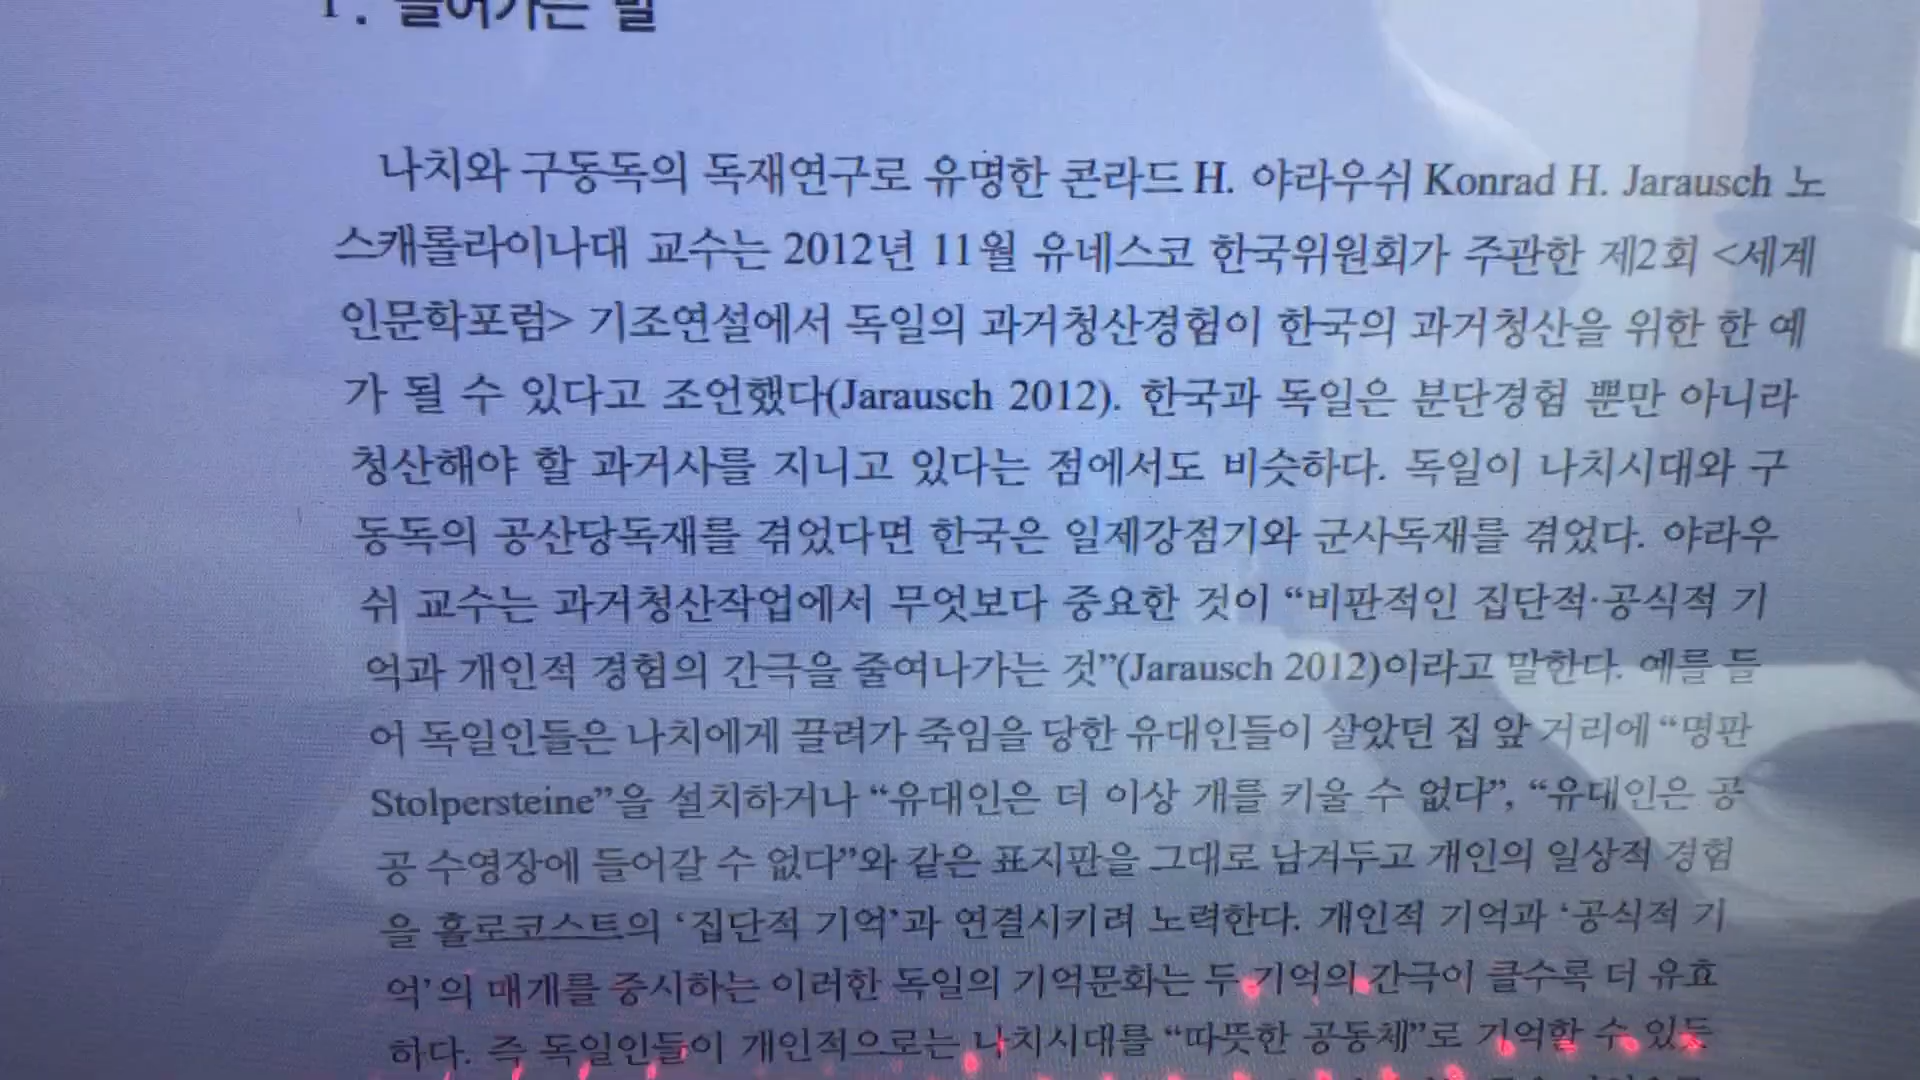 1. 들어가는 말
나치와 구동독의 독재연구로 유명한 콘라드 H. 야라우쉬 Konrad H. Jarausch 노
스캐롤라이나대 교수는 2012년 11월 유네스코 한국위원회가 주관한 제2회 <세계
인문학포럼> 기조연설에서 독일의 과거청산경험이 한국의 과거청산을 위한 한 예
가 될 수 있다고 조언했다(Jarausch 2012). 한국과 독일은 분단경험 뿐만 아니라
청산해야 할 과거사를 지니고 있다는 점에서도 비슷하다. 독일이 나치시대와 구
동독의 공산당독재를 겪었다면 한국은 일제강점기와 군사독재를 겪었다. 야라우
쉬 교수는 과거청산작업에서 무엇보다 중요한 것이 “비판적인 집단적·공식적 기
억과 개인적 경험의 간극을 줄여나가는 것”(Jarausch 2012)이라고 말한다. 예를 들
어 독일인들은 나치에게 끌려가 죽임을 당한 유대인들이 살았던 집 앞 거리에 “명판
Stolpersteine”을 설치하거나 “유대인은 더 이상 개를 키울 수 없다”, “유대인은 공
공 수영장에 들어갈 수 없다”와 같은 표지판을 그대로 남겨두고 개인의 일상적 경험
을 홀로코스트의 ‘집단적 기억’과 연결시키려 노력한다. 개인적 기억과 ‘공식적 기
억’의 매개를 중시하는 이러한 독일의 기억문화는 두 기억의 간극이 클수록 더 유효
하다. 즉 독일인들이 개인적으로는 나치시대를 “따뜻한 공동체”로 기억할 수 있듯